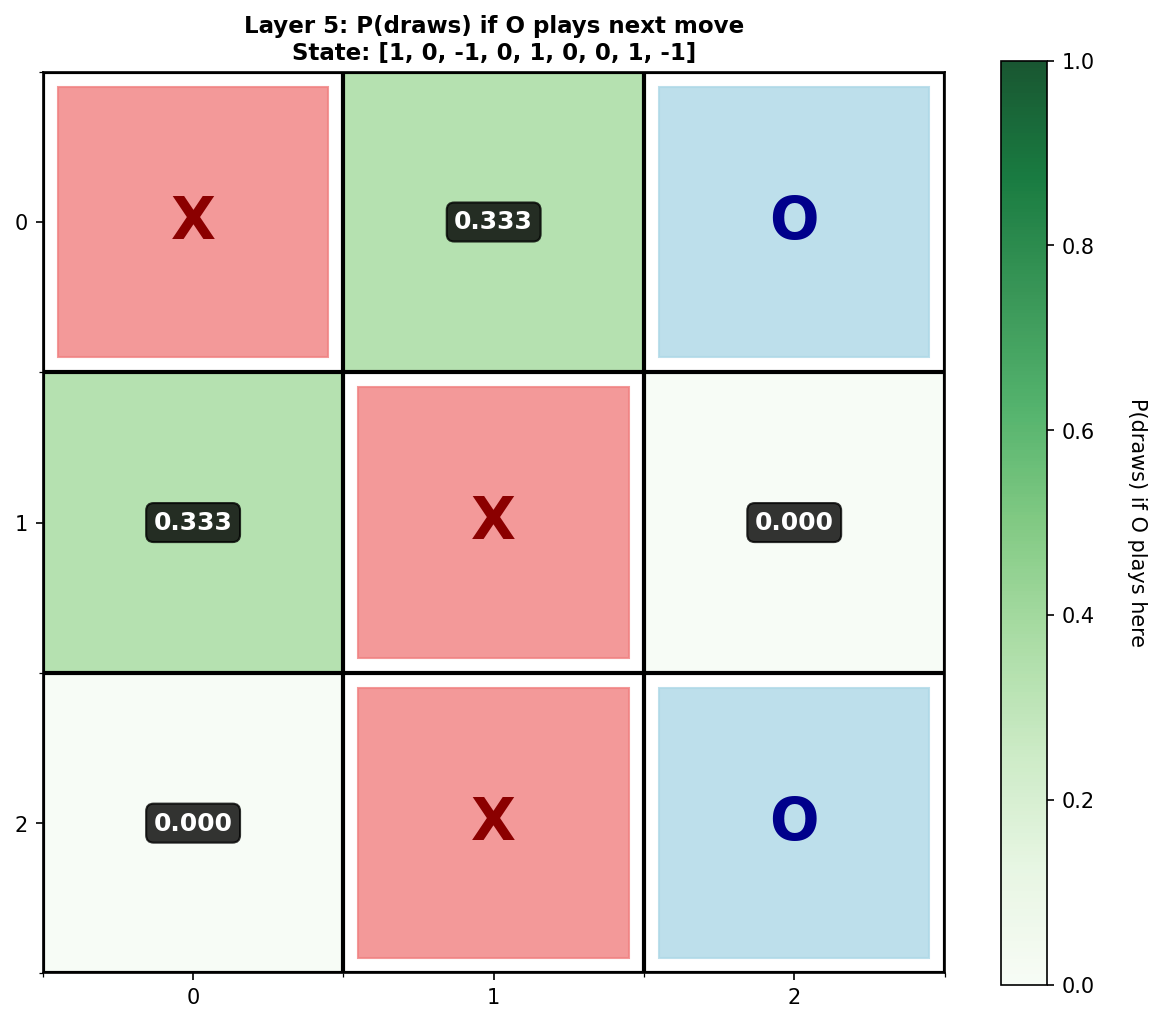 Layer 5: P(draws) if O plays next move
State: [1, 0, -1, 0, 1, 0, 0, 1, -1]
X
0.333
O
0
0.333
X
0.000
1
0.000
X
O
2
0
1
2
1.0
0.8
0.6
0.4
0.2
0.0
P(draws) if O plays here